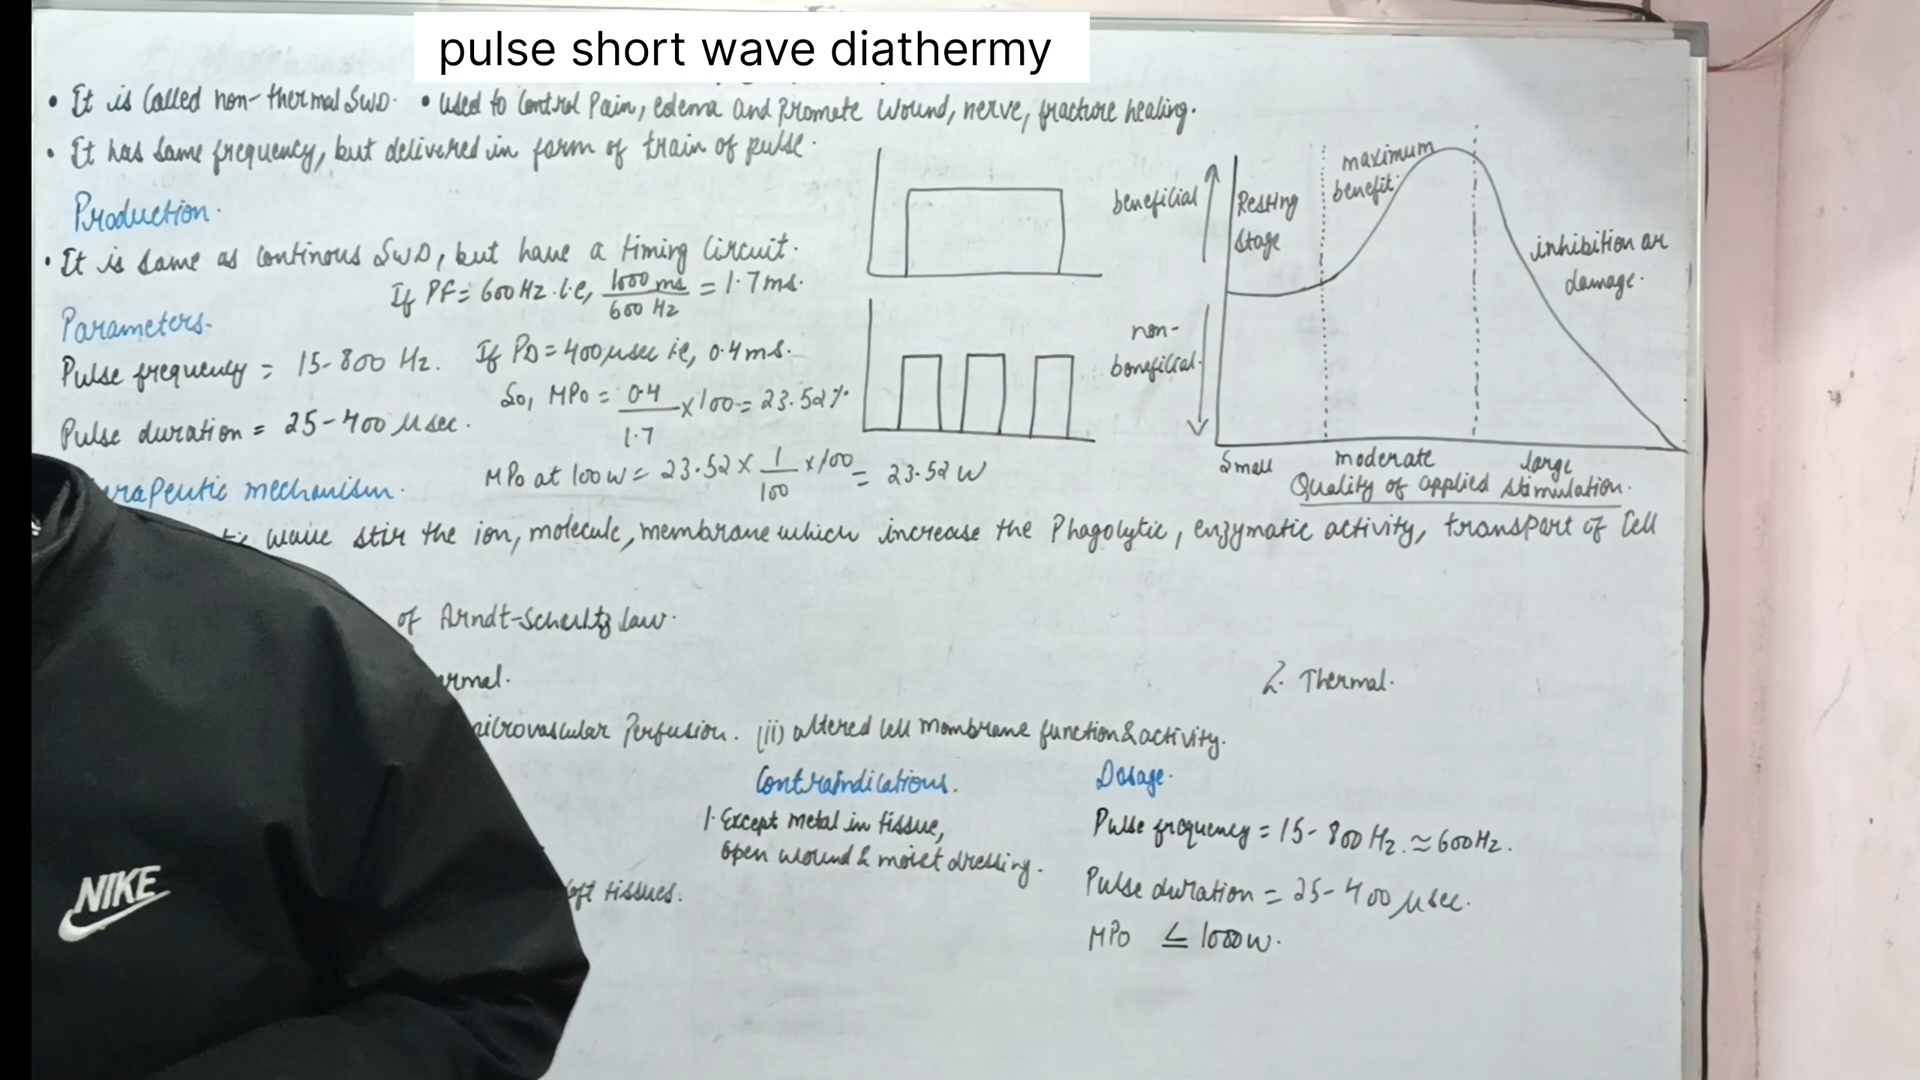 pulse short wave diathermy
• It is Called non-thermal SWD. • used to Control Pain, edema and Promote Wound, nerve, fracture healing.
• It has Same frequency, but delivered in form of train of pulse.
Production.
• It is Same as Continous SWD, but have a timing Circuit.
If PF = 600 Hz. i.e, 1000 ms / 600 Hz = 1.7 ms.
Parameters.
Pulse frequency = 15-800 Hz. If PD = 400 μsec ie, 0.4 ms.
So, MPo = 0.4 / 1.7 × 100 = 23.52 %.
Pulse duration = 25-400 μ sec.
MPo at 100 W = 23.52 × 1 / 100 × 100 = 23.52 W
beneficial
non-
boneficial.
Resting
Stage
maximum
benefit.
inhibition or
damage.
Small moderate large
Quality of applied Stimulation.
rapeutic mechanism.
tic wave stir the ion, molecule, membrane which increase the Phagolytic, enzymatic activity, transport of Cell
of Arndt-Schultz law.
ermal.
2. Thermal.
microvascular Perfusion. (ii) altered Cell Mombrane function & activity.
Contraindications. Dosage.
1. Except metal in tissue,
open wound & moist dressing.
Pulse frequency = 15-800 Hz. ≈ 600 Hz.
Soft tissues.
Pulse duration = 25-400 μ sec.
MPo ≤ 1000 W.
NIKE